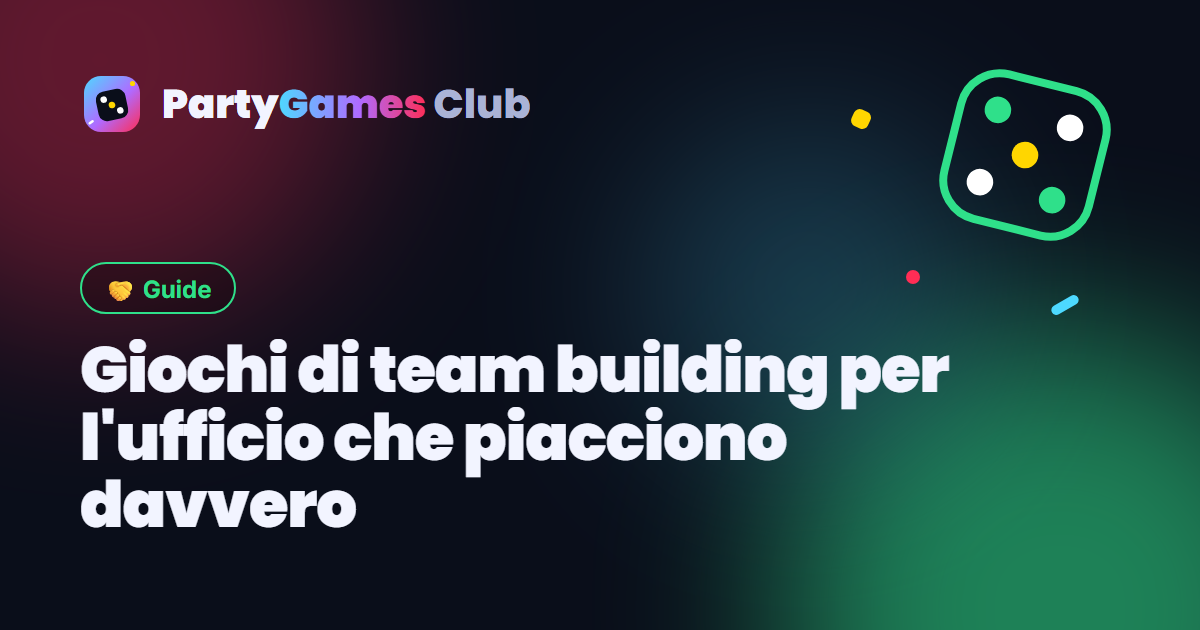 PartyGames Club
🤝 Guide
Giochi di team building per
l'ufficio che piacciono
davvero